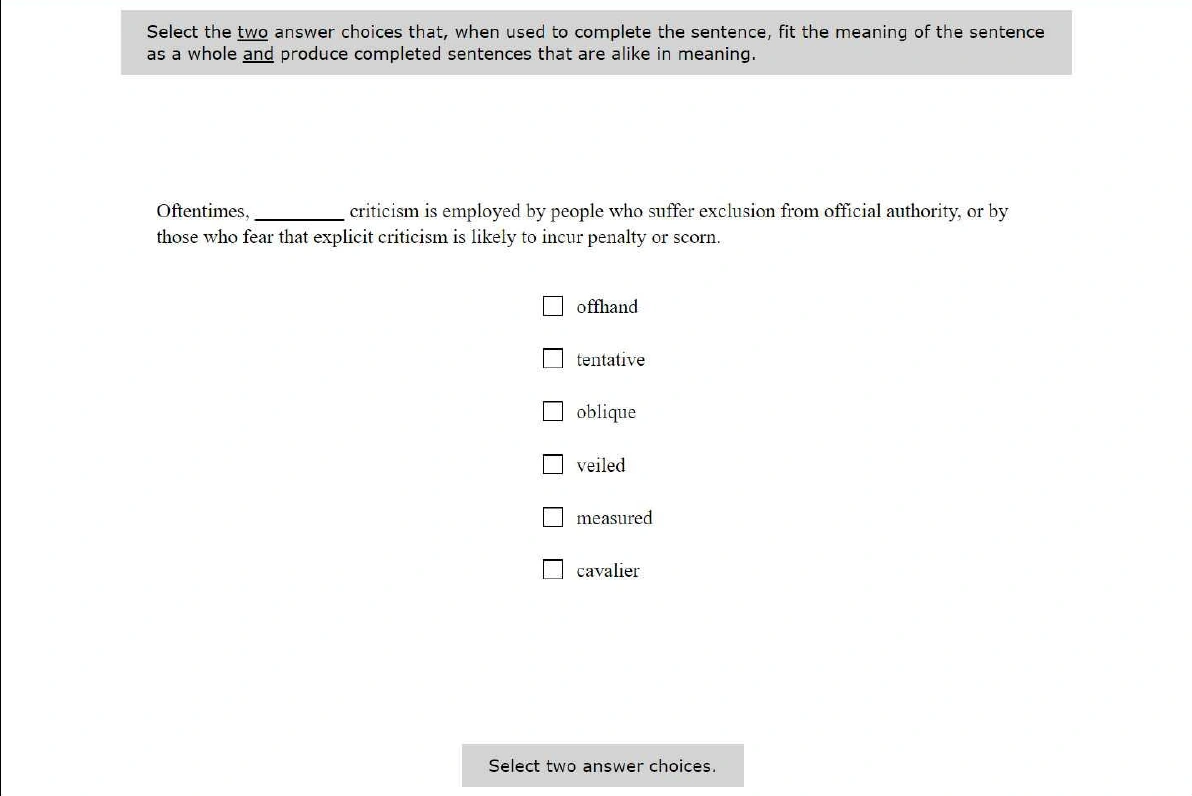 Select the two answer choices that, when used to complete the sentence, fit the meaning of the sentence
as a whole and produce completed sentences that are alike in meaning.
Oftentimes, _________ criticism is employed by people who suffer exclusion from official authority, or by
those who fear that explicit criticism is likely to incur penalty or scorn.
offhand
tentative
oblique
veiled
measured
cavalier
Select two answer choices.